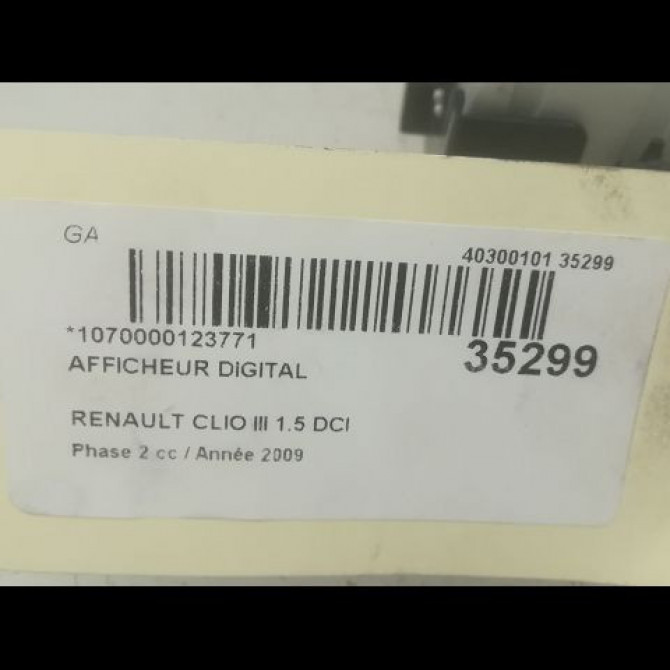 GA
40300101 35299
*1070000123771
35299
AFFICHEUR DIGITAL
RENAULT CLIO III 1.5 DCI
Phase 2 cc / Année 2009